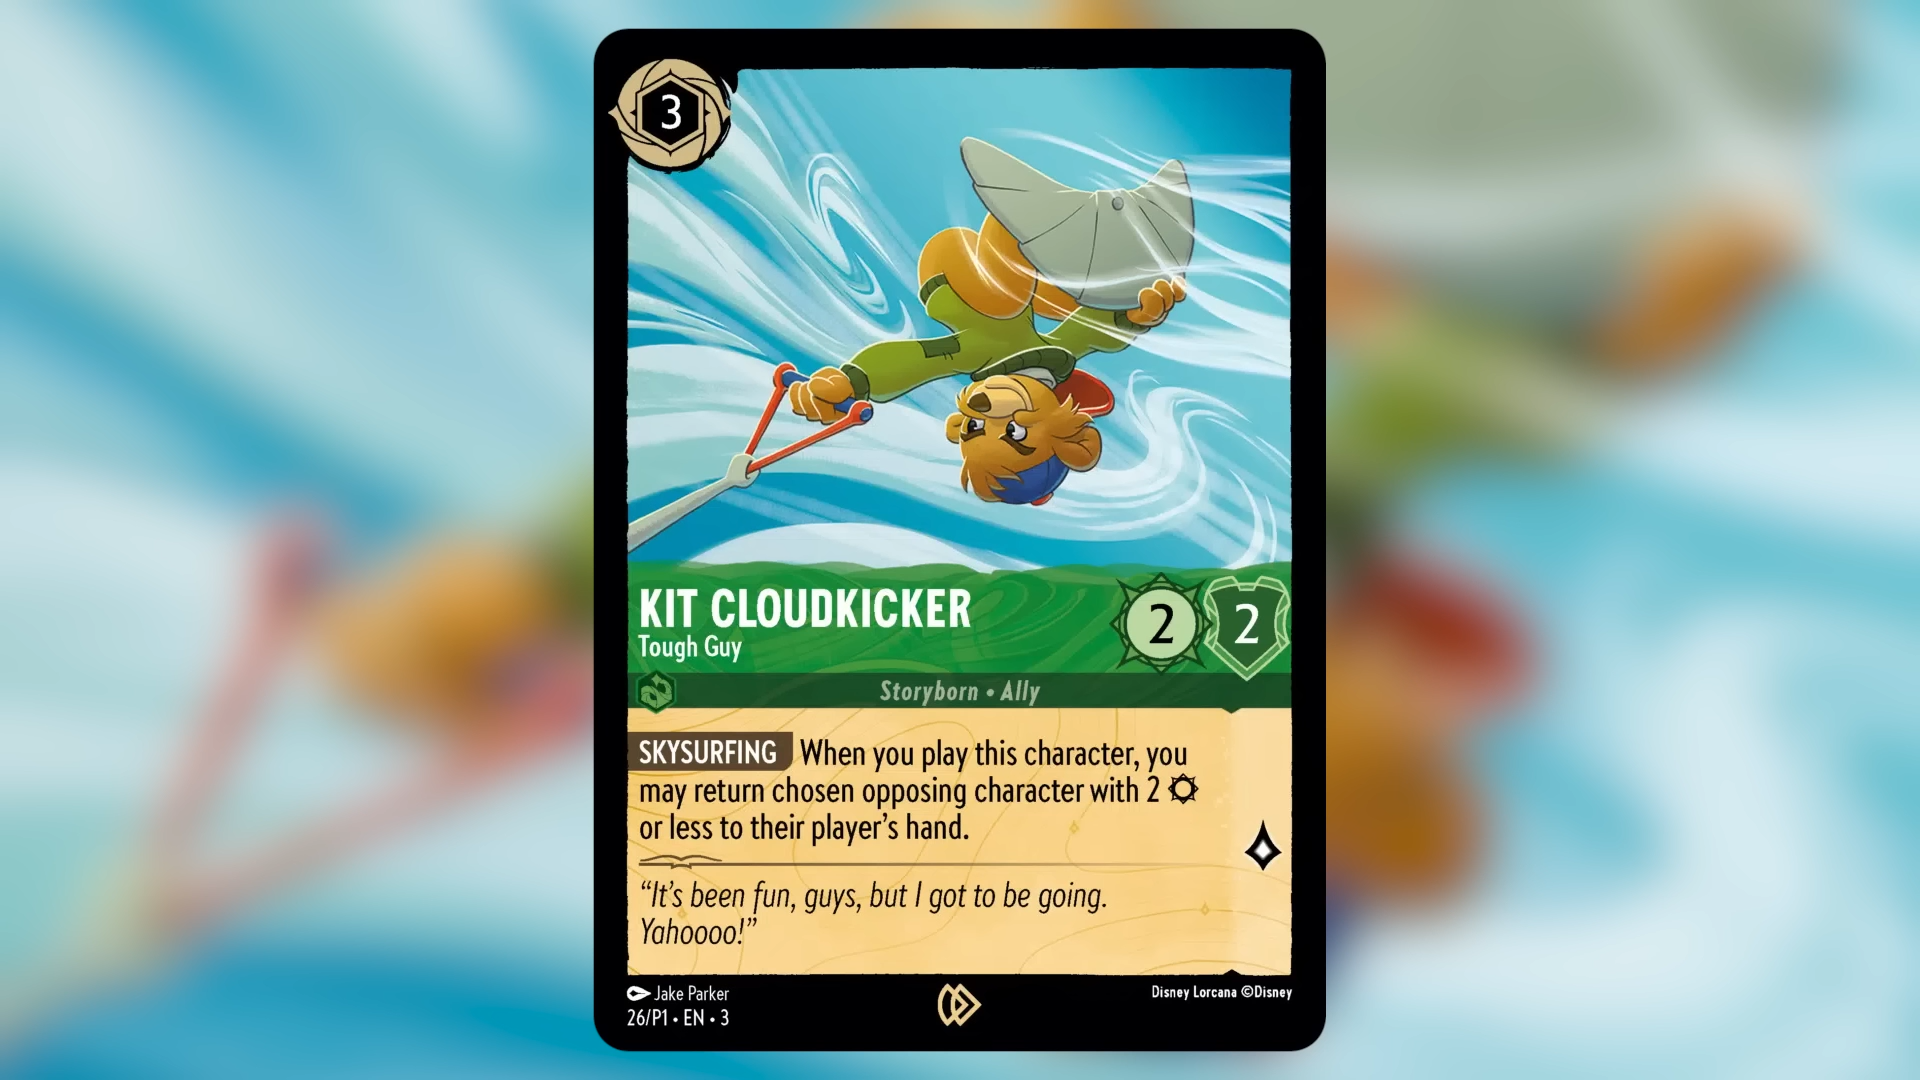 3
KIT CLOUDKICKER
Tough Guy
2 2
Storyborn • Ally
SKYSURFING When you play this character, you
may return chosen opposing character with 2
or less to their player’s hand.
“It’s been fun, guys, but I got to be going.
Yahoooo!”
Jake Parker
26/P1 • EN • 3
Disney Lorcana ©Disney